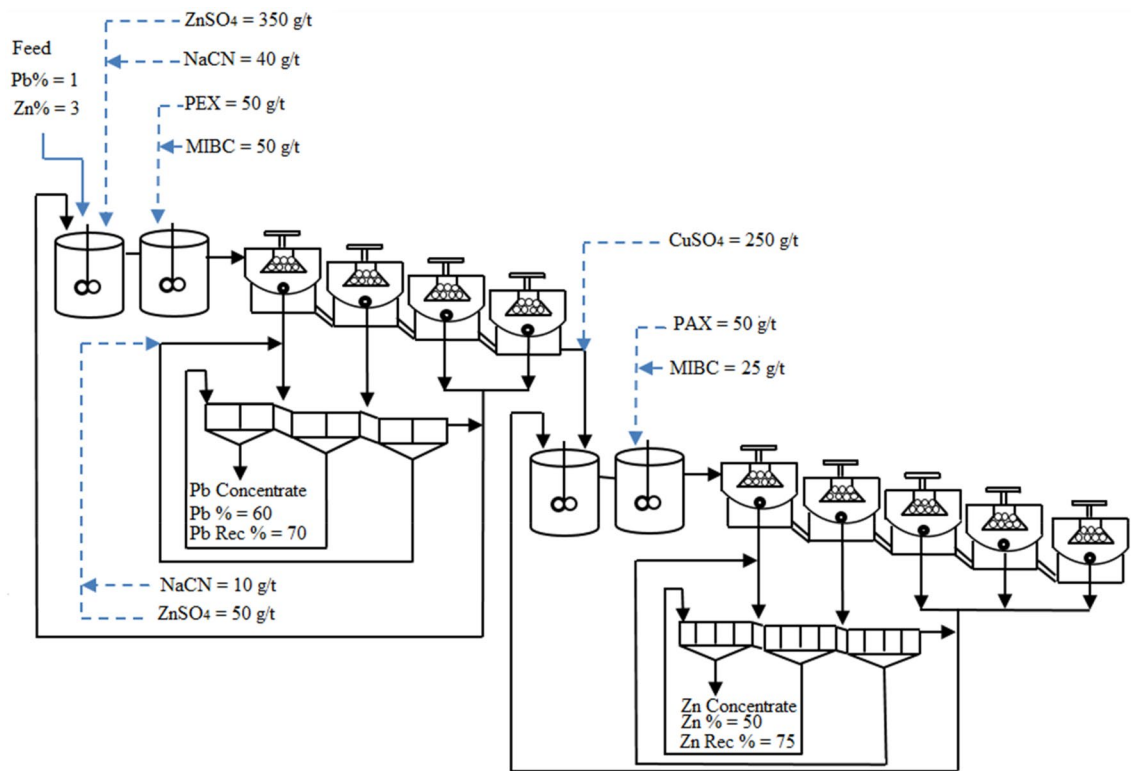 Feed
Pb% = 1
Zn% = 3
ZnSO4 = 350 g/t
NaCN = 40 g/t
PEX = 50 g/t
MIBC = 50 g/t
CuSO4 = 250 g/t
PAX = 50 g/t
MIBC = 25 g/t
Pb Concentrate
Pb % = 60
Pb Rec % = 70
NaCN = 10 g/t
ZnSO4 = 50 g/t
Zn Concentrate
Zn % = 50
Zn Rec % = 75